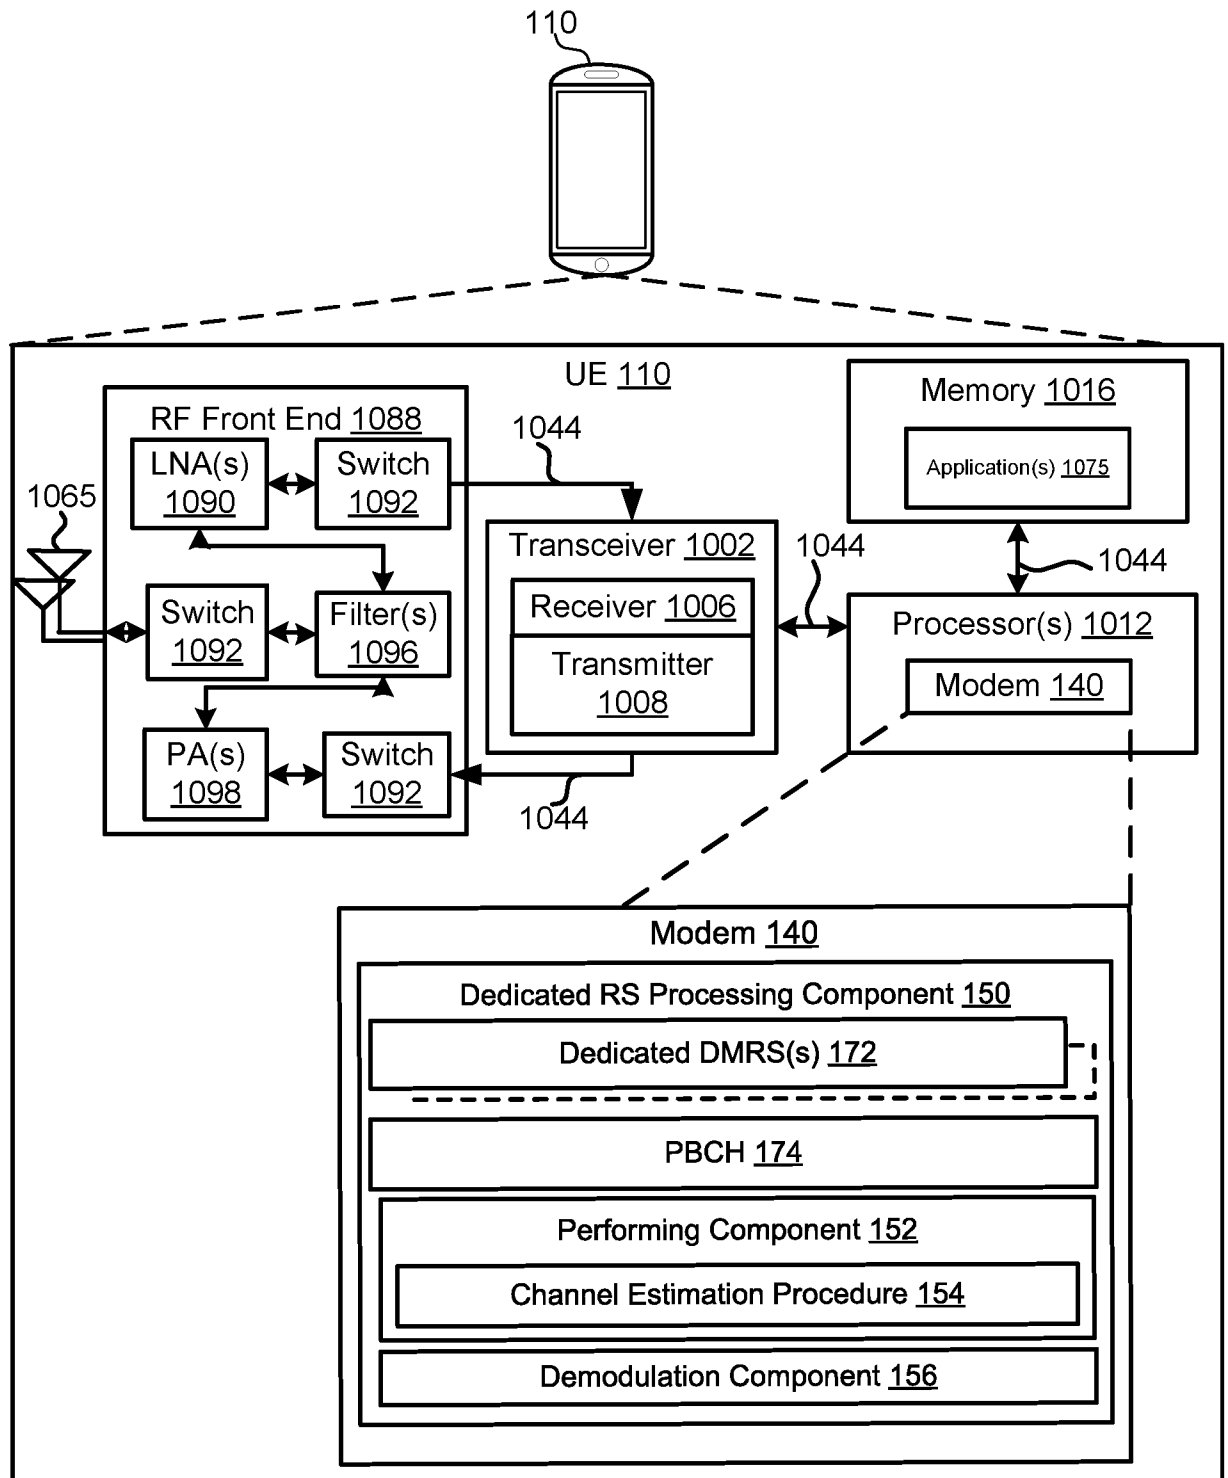 110
UE 110
RF Front End 1088
LNA(s)
1090
Switch
1092
1044
1065
Switch
1092
Filter(s)
1096
PA(s)
1098
Switch
1092
1044
Transceiver 1002
Receiver 1006
Transmitter
1008
1044
Memory 1016
Application(s) 1075
1044
Processor(s) 1012
Modem 140
Modem 140
Dedicated RS Processing Component 150
Dedicated DMRS(s) 172
PBCH 174
Performing Component 152
Channel Estimation Procedure 154
Demodulation Component 156